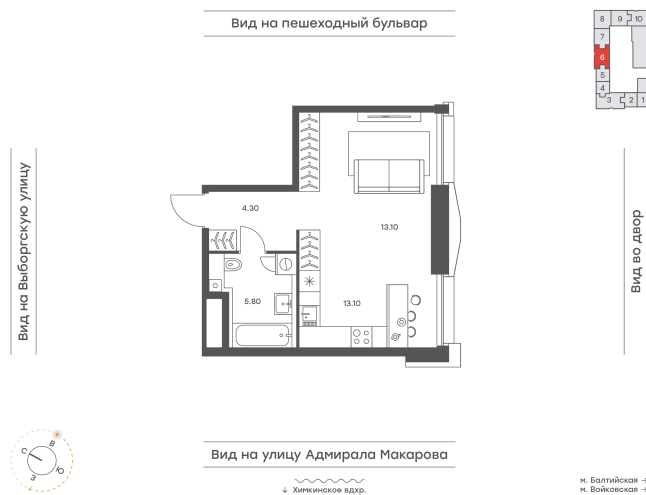 Вид на пешеходный бульвар
8 9 10
7
6
5
4
3 2 1
Вид на Выборгскую улицу
4.30
13.10
5.80
13.10
Вид во двор
Вид на улицу Адмирала Макарова
↓ Химкинское вдхр.
С
В
Ю
З
м. Балтийская
м. Войковская